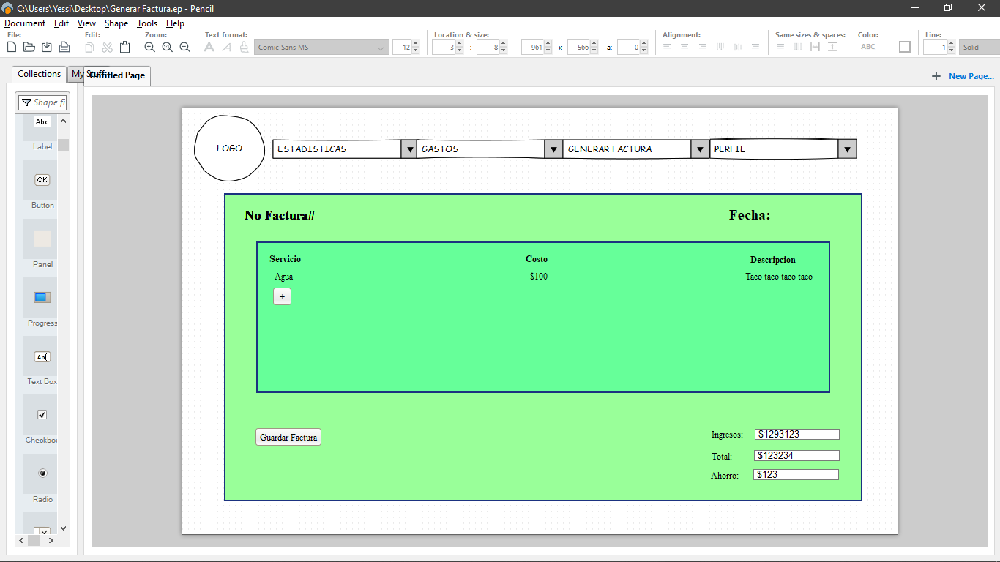 C:\Users\Yessi\Desktop\Generar Factura.ep - Pencil
Document Edit View Shape Tools Help
File: Edit: Zoom: Text format: Location & size: Alignment: Same sizes & spaces: Color: Line:
Comic Sans MS 12 3 : 8 961 x 566 a: 0 ABC 1 Solid
Collections My Stuff Untitled Page New Page...
Shape fi
Abc
Label
OK
Button
Panel
Progress
Ab
Text Box
Checkbo
Radio
LOGO ESTADISTICAS GASTOS GENERAR FACTURA PERFIL
No Factura# Fecha:
Servicio Costo Descripcion
Agua $100 Taco taco taco taco
+
Guardar Factura
Ingresos: $1293123
Total: $123234
Ahorro: $123